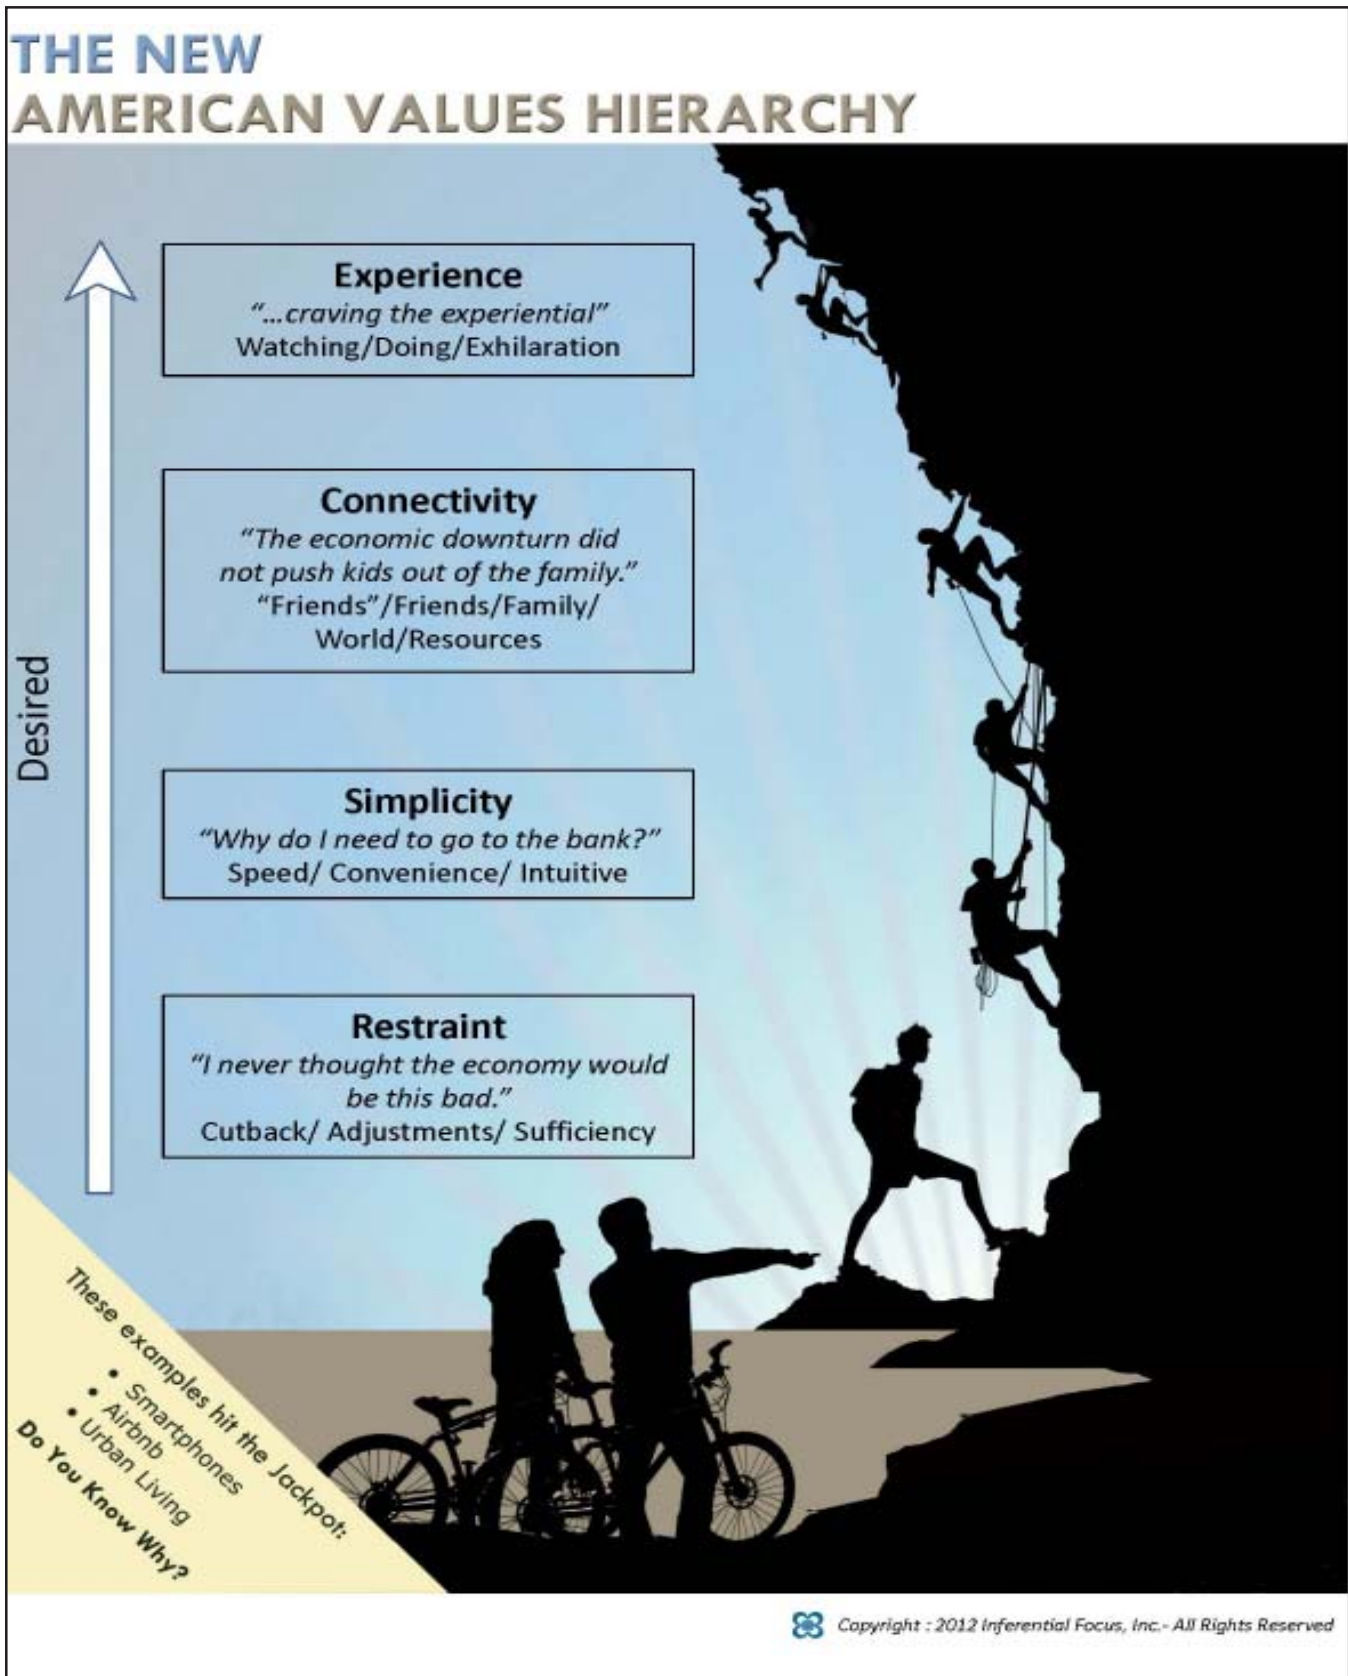 THE NEW
AMERICAN VALUES HIERARCHY
Experience
“...craving the experiential”
Watching/Doing/Exhilaration
Connectivity
“The economic downturn did
not push kids out of the family.”
“Friends”/Friends/Family/
World/Resources
Desired
Simplicity
“Why do I need to go to the bank?”
Speed/ Convenience/ Intuitive
Restraint
“I never thought the economy would
be this bad.”
Cutback/ Adjustments/ Sufficiency
These examples hit the Jackpot:
• Smartphones
• Airbnb
• Urban Living
Do You Know Why?
Copyright : 2012 Inferential Focus, Inc.- All Rights Reserved